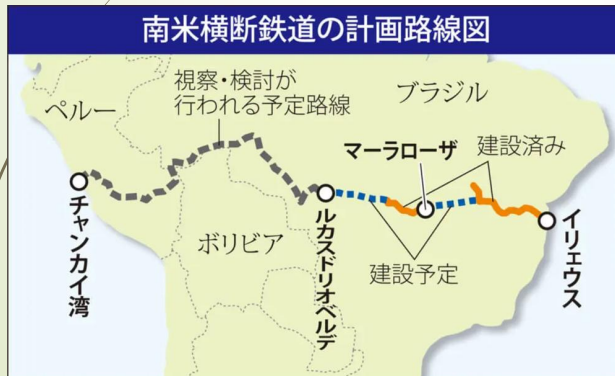 南米横断鉄道の計画路線図
視察・検討が
行われる予定路線
ブラジル
ペルー
マーラローザ
建設済み
チャンカイ湾
ボリビア
ルカスドリオベルデ
建設予定
イリェウス